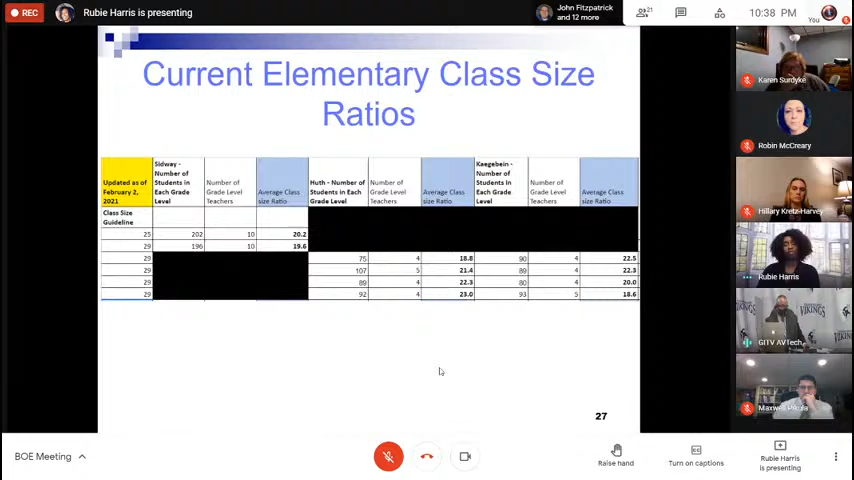 REC
Rubie Harris is presenting
John Fitzpatrick
and 12 more
21
10:38 PM
You
Current Elementary Class Size
Ratios
Updated as of February 2, 2021 | Sidway - Number of Students in Each Grade Level | Number of Grade Level Teachers | Average Class size Ratio | Huth - Number of Students in Each Grade Level | Number of Grade Level Teachers | Average Class size Ratio | Kaegebein - Number of Students in Each Grade Level | Number of Grade Level Teachers | Average Class size Ratio
Class Size Guideline
25 202 10 20.2
29 196 10 19.6
29 75 4 18.8 90 4 22.5
29 107 5 21.4 89 4 22.3
29 89 4 22.3 80 4 20.0
29 92 4 23.0 93 5 18.6
27
Karen Surdyke
Robin McCreary
Hillary Kretz-Harvey
Rubie Harris
VIKINGS
GITV AVTech
BOE Meeting
Raise hand
Turn on captions
Rubie Harris
is presenting